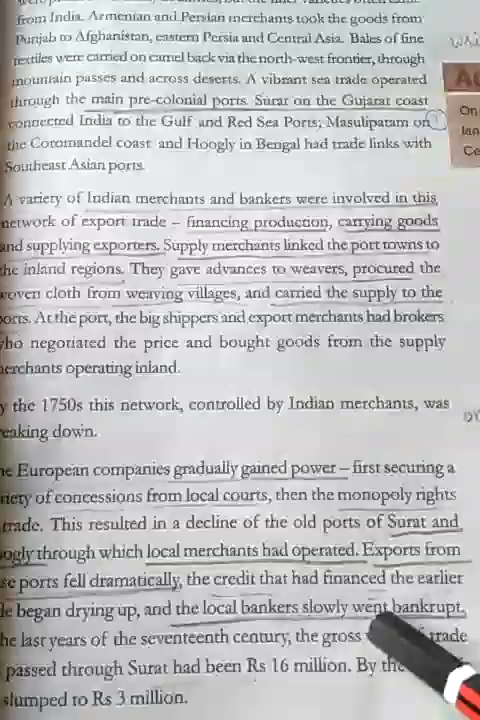 from India. Armenian and Persian merchants took the goods from
Punjab to Afghanistan, eastern Persia and Central Asia. Bales of fine
textiles were carried on camel back via the north-west frontier, through
mountain passes and across deserts. A vibrant sea trade operated
through the main pre-colonial ports. Surat on the Gujarat coast
connected India to the Gulf and Red Sea Ports; Masulipatam on
the Coromandel coast and Hoogly in Bengal had trade links with
Southeast Asian ports.
A variety of Indian merchants and bankers were involved in this
network of export trade – financing production, carrying goods
and supplying exporters. Supply merchants linked the port towns to
the inland regions. They gave advances to weavers, procured the
woven cloth from weaving villages, and carried the supply to the
ports. At the port, the big shippers and export merchants had brokers
who negotiated the price and bought goods from the supply
merchants operating inland.
y the 1750s this network, controlled by Indian merchants, was
eaking down.
he European companies gradually gained power – first securing a
riety of concessions from local courts, then the monopoly rights
trade. This resulted in a decline of the old ports of Surat and
oogly through which local merchants had operated. Exports from
se ports fell dramatically, the credit that had financed the earlier
de began drying up, and the local bankers slowly went bankrupt.
he last years of the seventeenth century, the gross trade
passed through Surat had been Rs 16 million. By the
slumped to Rs 3 million.
On
lan
Ce